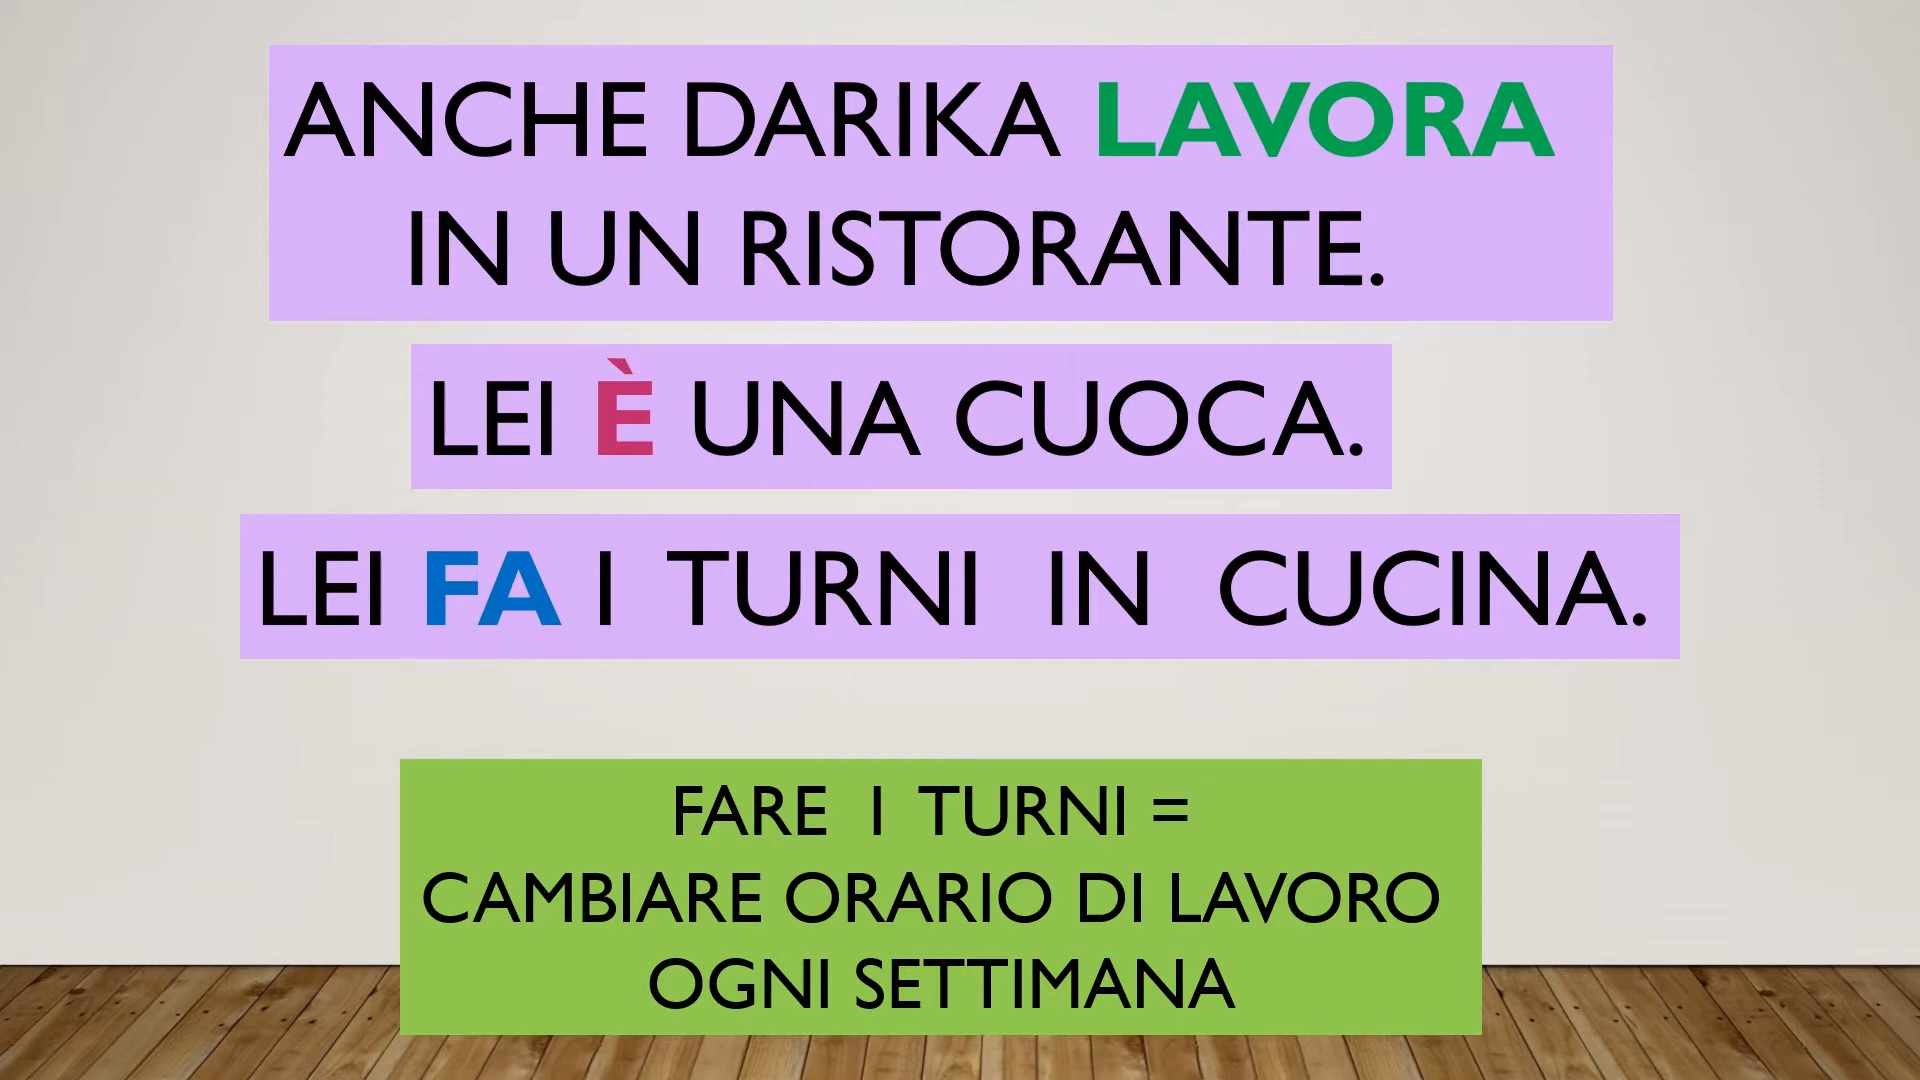 ANCHE DARIKA LAVORA
IN UN RISTORANTE.
LEI È UNA CUOCA.
LEI FA I TURNI IN CUCINA.
FARE I TURNI =
CAMBIARE ORARIO DI LAVORO
OGNI SETTIMANA